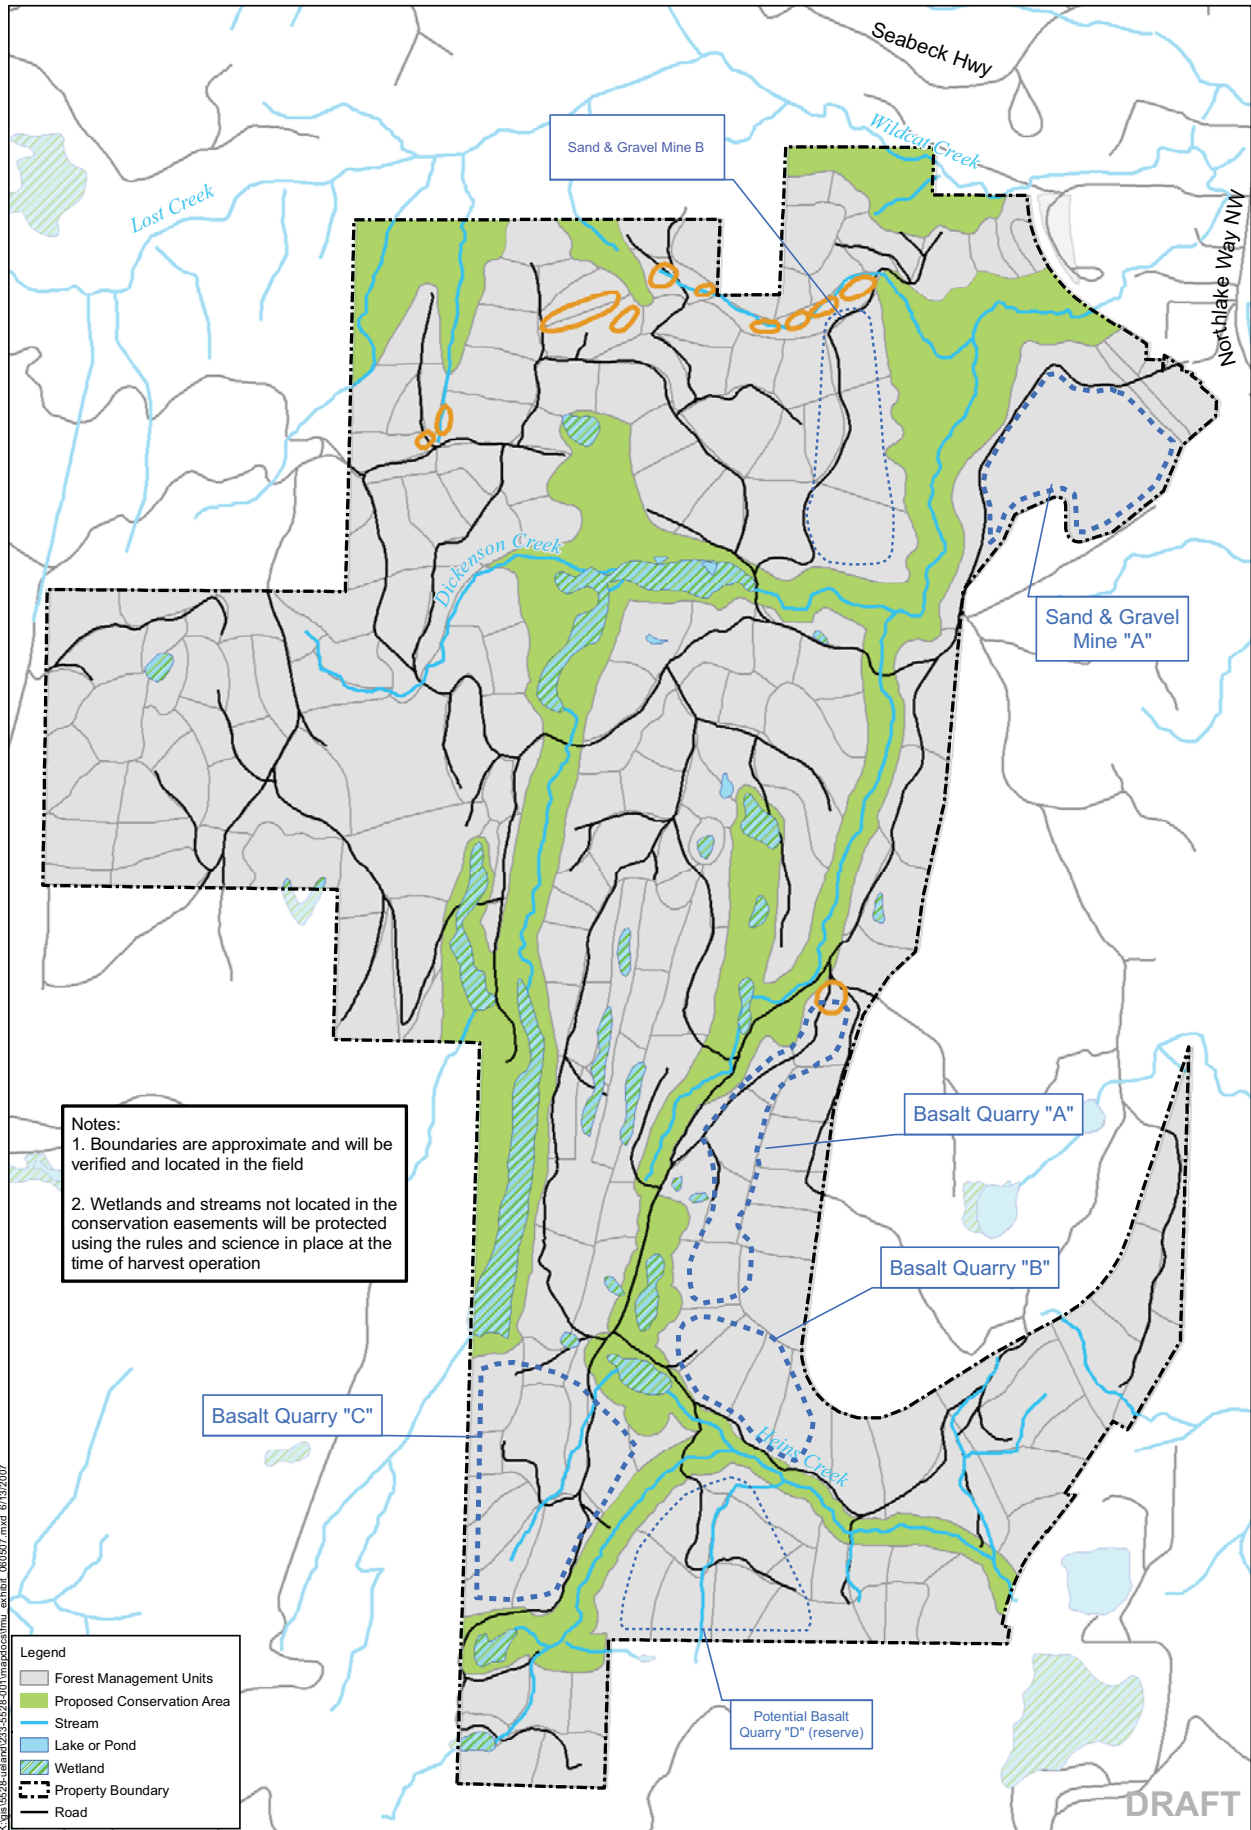 Seabeck Hwy
Wildcat Creek
Sand & Gravel Mine B
Lost Creek
Northlake Way NW
Dickenson Creek
Sand & Gravel
Mine "A"
Notes:
1. Boundaries are approximate and will be
verified and located in the field
2. Wetlands and streams not located in the
conservation easements will be protected
using the rules and science in place at the
time of harvest operation
Basalt Quarry "A"
Basalt Quarry "B"
Basalt Quarry "C"
Heins Creek
Potential Basalt
Quarry "D" (reserve)
Legend
Forest Management Units
Proposed Conservation Area
Stream
Lake or Pond
Wetland
Property Boundary
Road
DRAFT